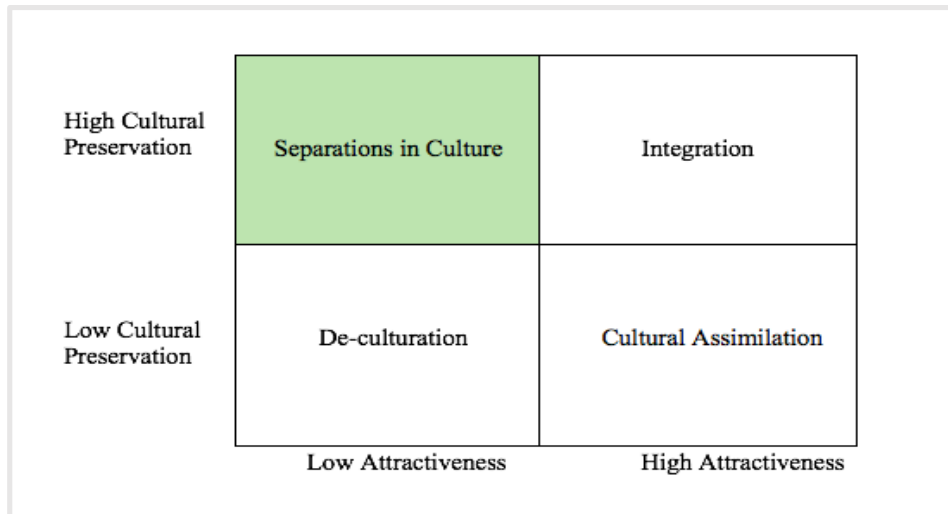 High Cultural
Preservation
Separations in Culture
Integration
Low Cultural
Preservation
De-culturation
Cultural Assimilation
Low Attractiveness
High Attractiveness